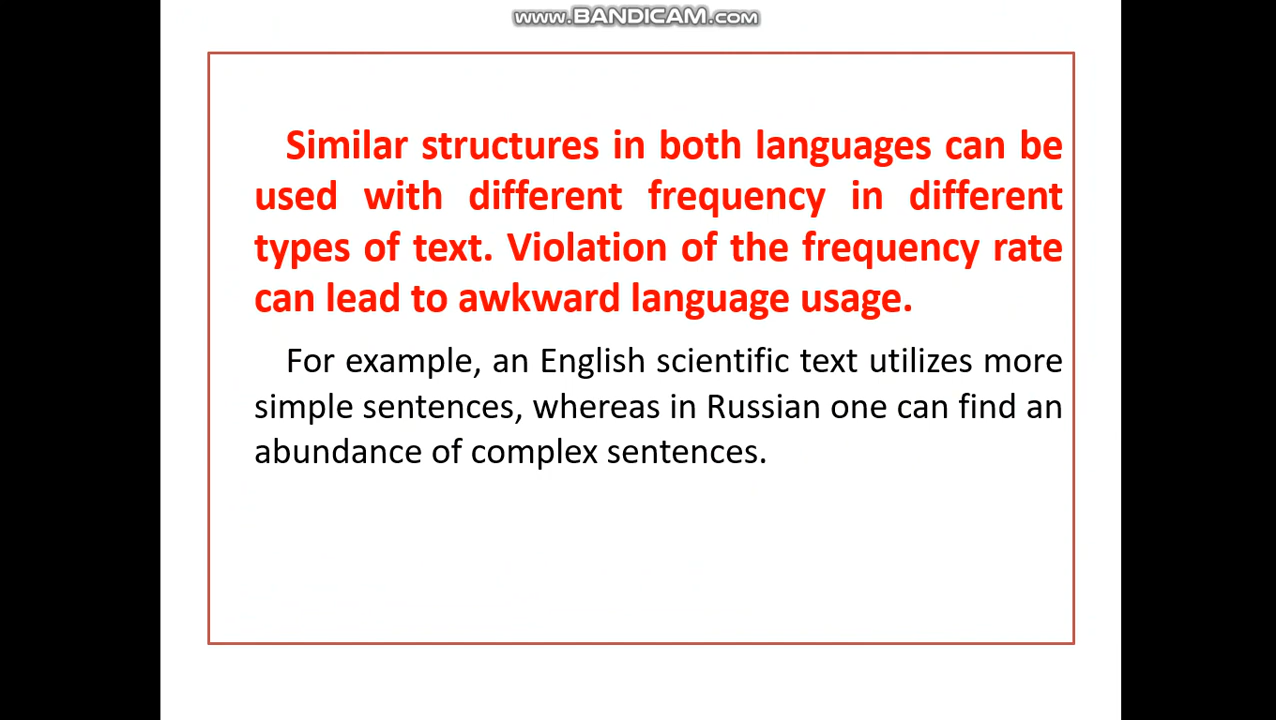 www.BANDICAM.com
Similar structures in both languages can be
used with different frequency in different
types of text. Violation of the frequency rate
can lead to awkward language usage.
For example, an English scientific text utilizes more
simple sentences, whereas in Russian one can find an
abundance of complex sentences.